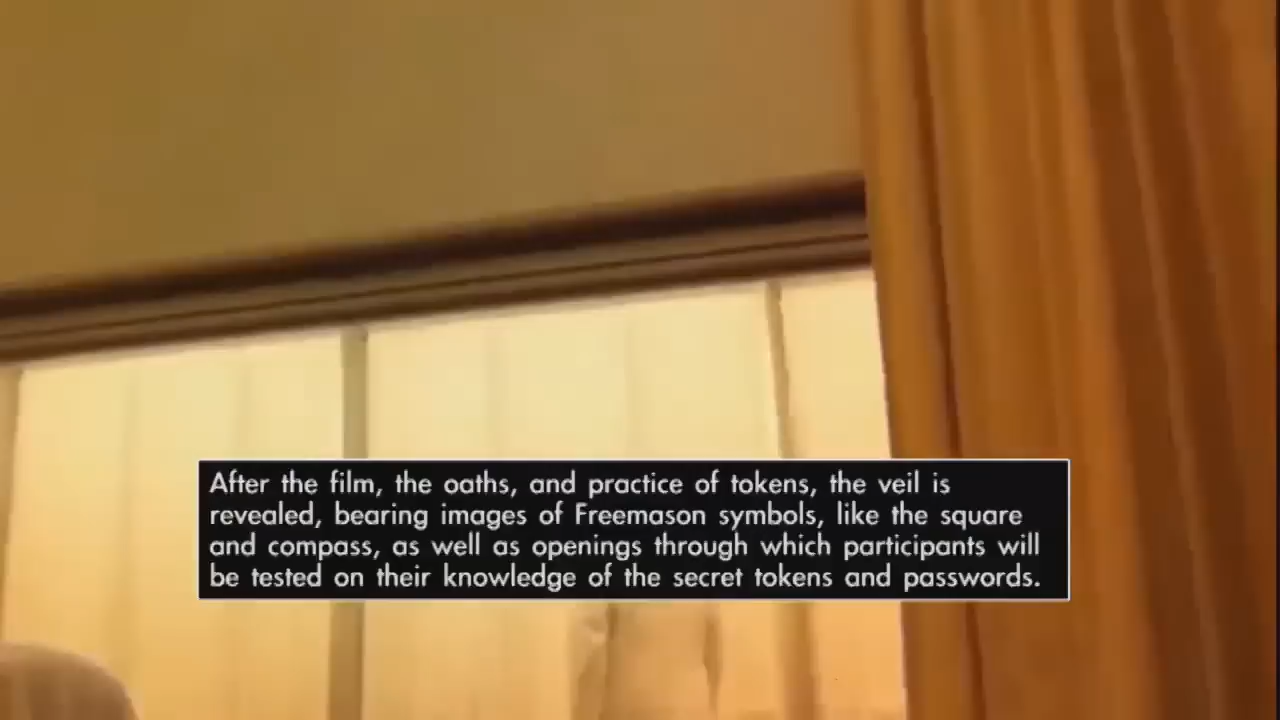 After the film, the oaths, and practice of tokens, the veil is
revealed, bearing images of Freemason symbols, like the square
and compass, as well as openings through which participants will
be tested on their knowledge of the secret tokens and passwords.